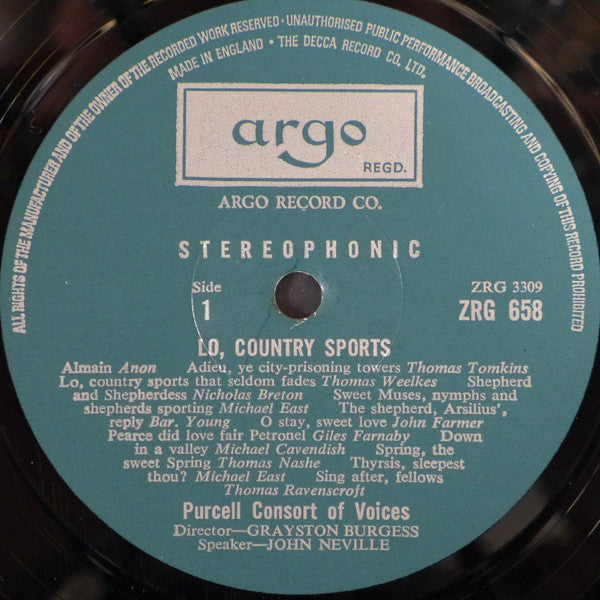 ALL RIGHTS OF THE MANUFACTURER AND OF THE OWNER OF THE RECORDED WORK RESERVED · UNAUTHORISED PUBLIC PERFORMANCE BROADCASTING AND COPYING OF THIS RECORD PROHIBITED
MADE IN ENGLAND · THE DECCA RECORD CO. LTD.
argo
REGD.
ARGO RECORD CO.
STEREOPHONIC
Side
1
ZRG 3309
ZRG 658
LO, COUNTRY SPORTS
Almain Anon Adieu, ye city-prisoning towers Thomas Tomkins
Lo, country sports that seldom fades Thomas Weelkes Shepherd
and Shepherdess Nicholas Breton Sweet Muses, nymphs and
shepherds sporting Michael East The shepherd, Arsilius',
reply Bar. Young O stay, sweet love John Farmer
Pearce did love fair Petronel Giles Farnaby Down
in a valley Michael Cavendish Spring, the
sweet Spring Thomas Nashe Thyrsis, sleepest
thou? Michael East Sing after, fellows
Thomas Ravenscroft
Purcell Consort of Voices
Director—GRAYSTON BURGESS
Speaker—JOHN NEVILLE